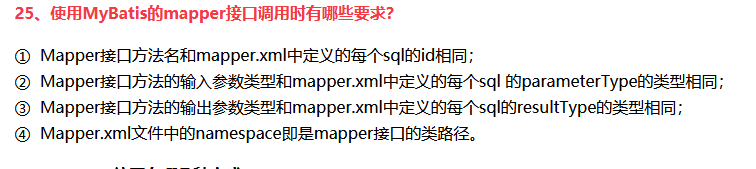 25、使用MyBatis的mapper接口调用时有哪些要求?
① Mapper接口方法名和mapper.xml中定义的每个sql的id相同；
② Mapper接口方法的输入参数类型和mapper.xml中定义的每个sql 的parameterType的类型相同；
③ Mapper接口方法的输出参数类型和mapper.xml中定义的每个sql的resultType的类型相同；
④ Mapper.xml文件中的namespace即是mapper接口的类路径。